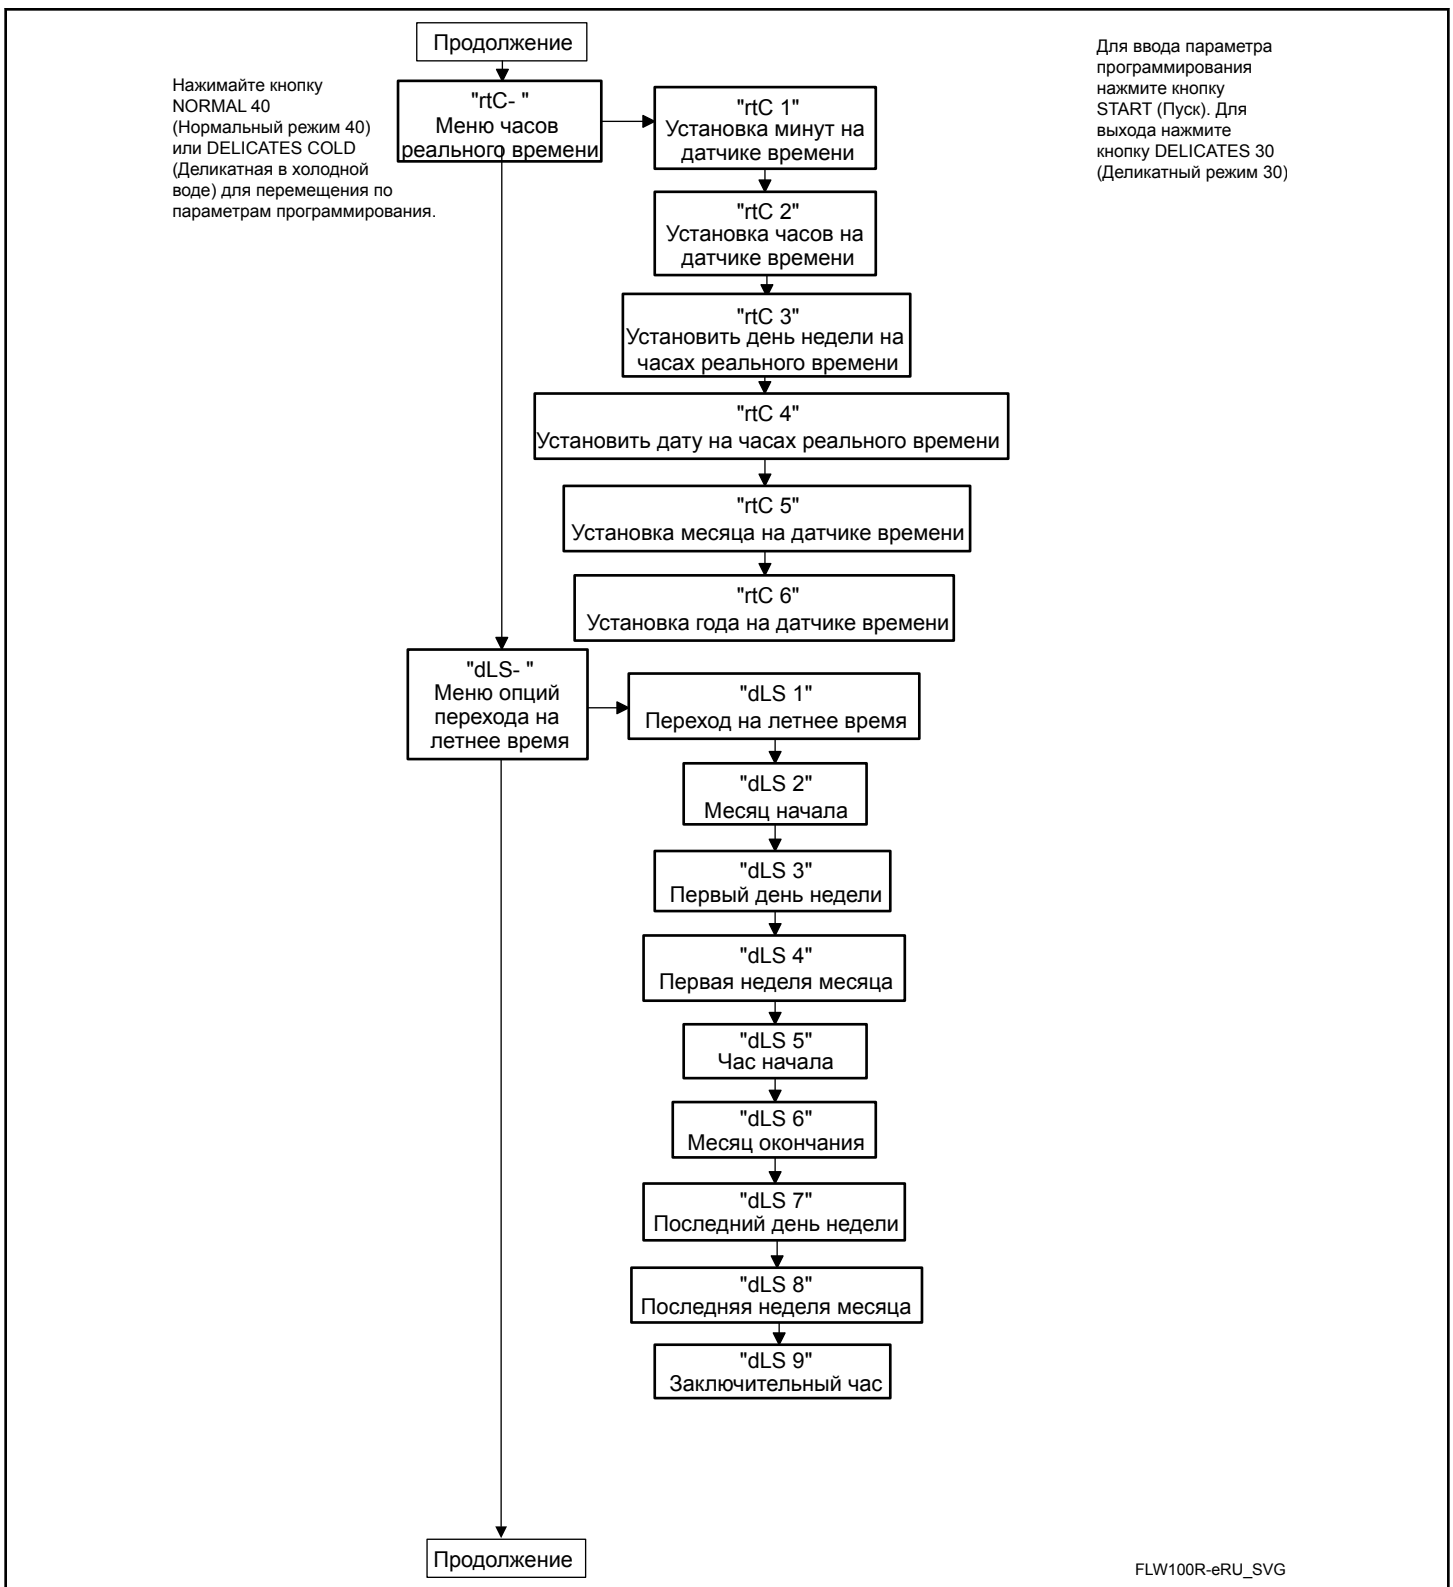 Продолжение
Нажимайте кнопку
NORMAL 40
(Нормальный режим 40)
или DELICATES COLD
(Деликатная в холодной
воде) для перемещения по
параметрам программирования.
Для ввода параметра
программирования
нажмите кнопку
START (Пуск). Для
выхода нажмите
кнопку DELICATES 30
(Деликатный режим 30)
"rtC- "
Меню часов
реального времени
"rtC 1"
Установка минут на
датчике времени
"rtC 2"
Установка часов на
датчике времени
"rtC 3"
Установить день недели на
часах реального времени
"rtC 4"
Установить дату на часах реального времени
"rtC 5"
Установка месяца на датчике времени
"rtC 6"
Установка года на датчике времени
"dLS- "
Меню опций
перехода на
летнее время
"dLS 1"
Переход на летнее время
"dLS 2"
Месяц начала
"dLS 3"
Первый день недели
"dLS 4"
Первая неделя месяца
"dLS 5"
Час начала
"dLS 6"
Месяц окончания
"dLS 7"
Последний день недели
"dLS 8"
Последняя неделя месяца
"dLS 9"
Заключительный час
Продолжение
FLW100R-eRU_SVG